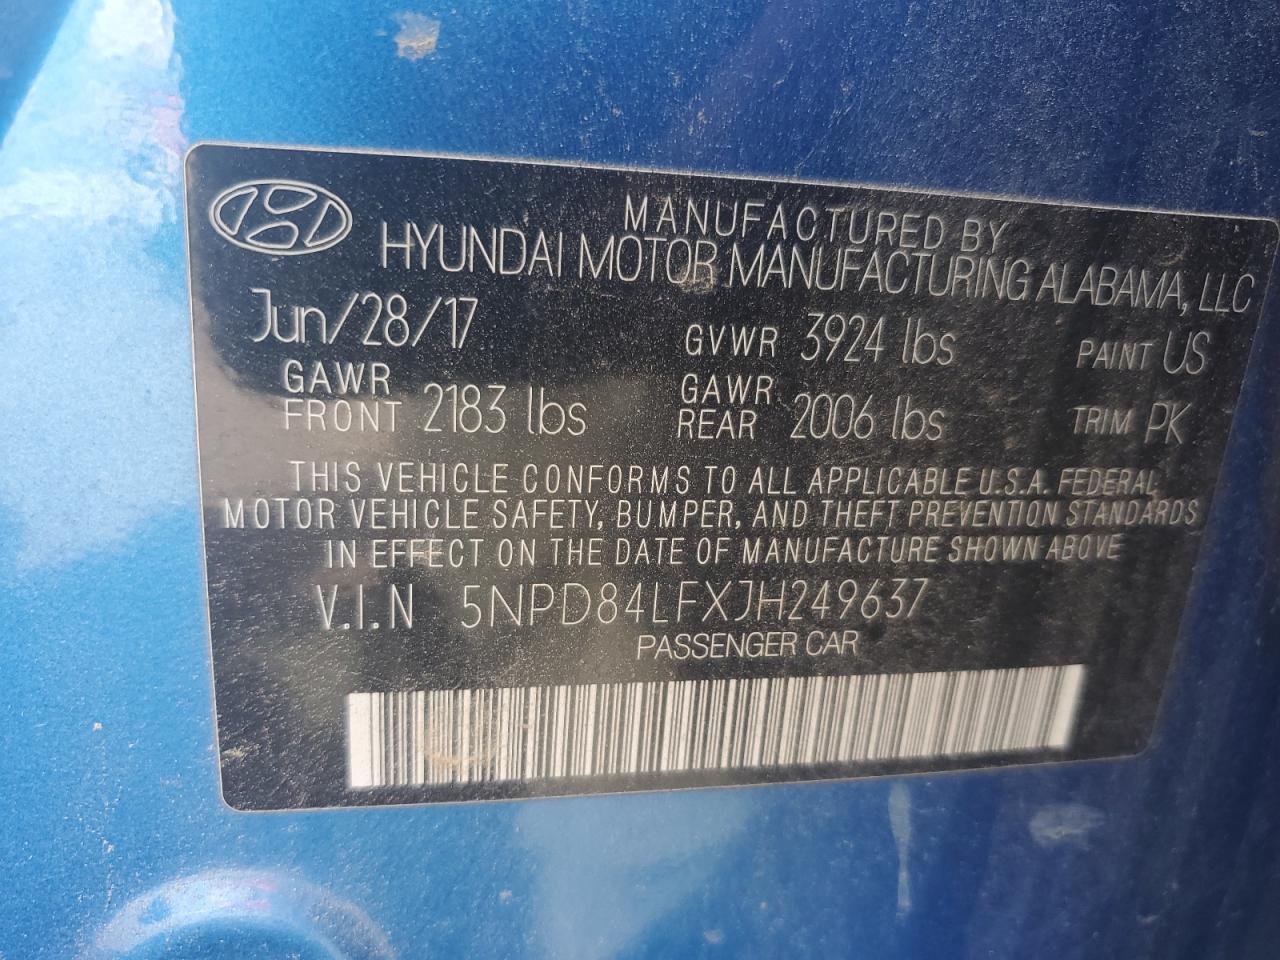 MANUFACTURED BY
HYUNDAI MOTOR MANUFACTURING ALABAMA, LLC
Jun/28/17 GVWR 3924 lbs PAINT US
GAWR FRONT 2183 lbs GAWR REAR 2006 lbs TRIM PK
THIS VEHICLE CONFORMS TO ALL APPLICABLE U.S.A. FEDERAL
MOTOR VEHICLE SAFETY, BUMPER, AND THEFT PREVENTION STANDARDS
IN EFFECT ON THE DATE OF MANUFACTURE SHOWN ABOVE
V.I.N 5NPD84LFXJH249637
PASSENGER CAR